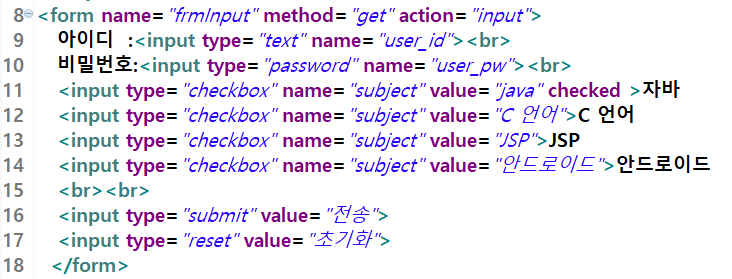 8 <form name="frmInput" method="get" action="input">
9 아이디 :<input type="text" name="user_id"><br>
10 비밀번호:<input type="password" name="user_pw"><br>
11 <input type="checkbox" name="subject" value="java" checked >자바
12 <input type="checkbox" name="subject" value="C 언어">C 언어
13 <input type="checkbox" name="subject" value="JSP">JSP
14 <input type="checkbox" name="subject" value="안드로이드">안드로이드
15 <br><br>
16 <input type="submit" value="전송">
17 <input type="reset" value="초기화">
18 </form>